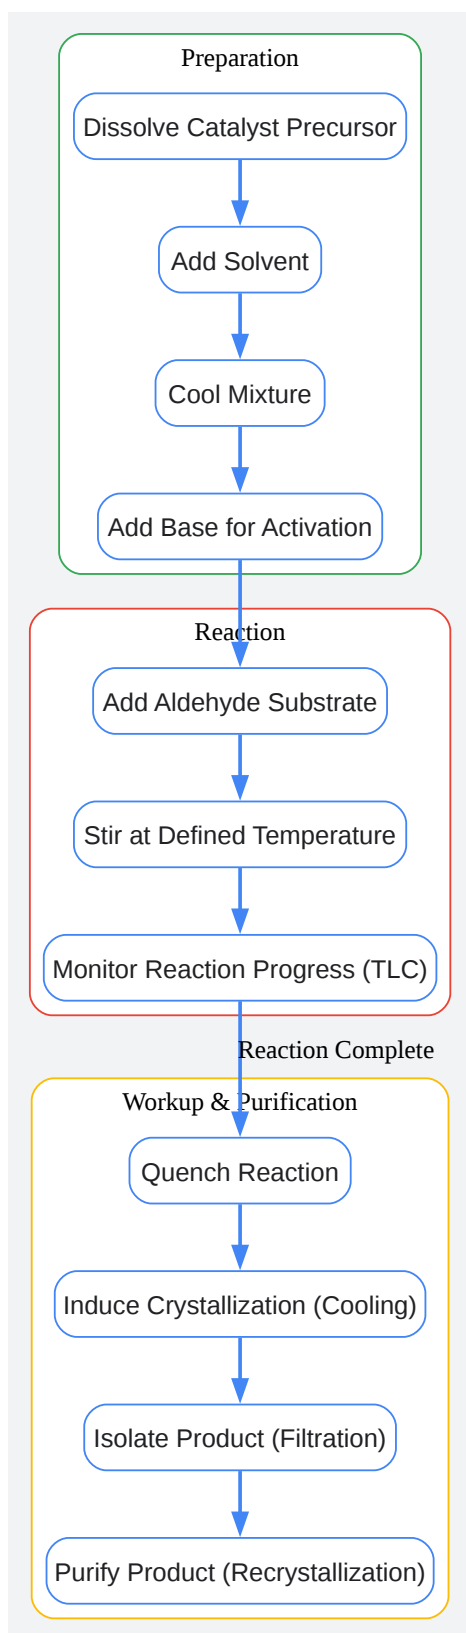 Preparation
Dissolve Catalyst Precursor
Add Solvent
Cool Mixture
Add Base for Activation
Reaction
Add Aldehyde Substrate
Stir at Defined Temperature
Monitor Reaction Progress (TLC)
Reaction Complete
Workup & Purification
Quench Reaction
Induce Crystallization (Cooling)
Isolate Product (Filtration)
Purify Product (Recrystallization)